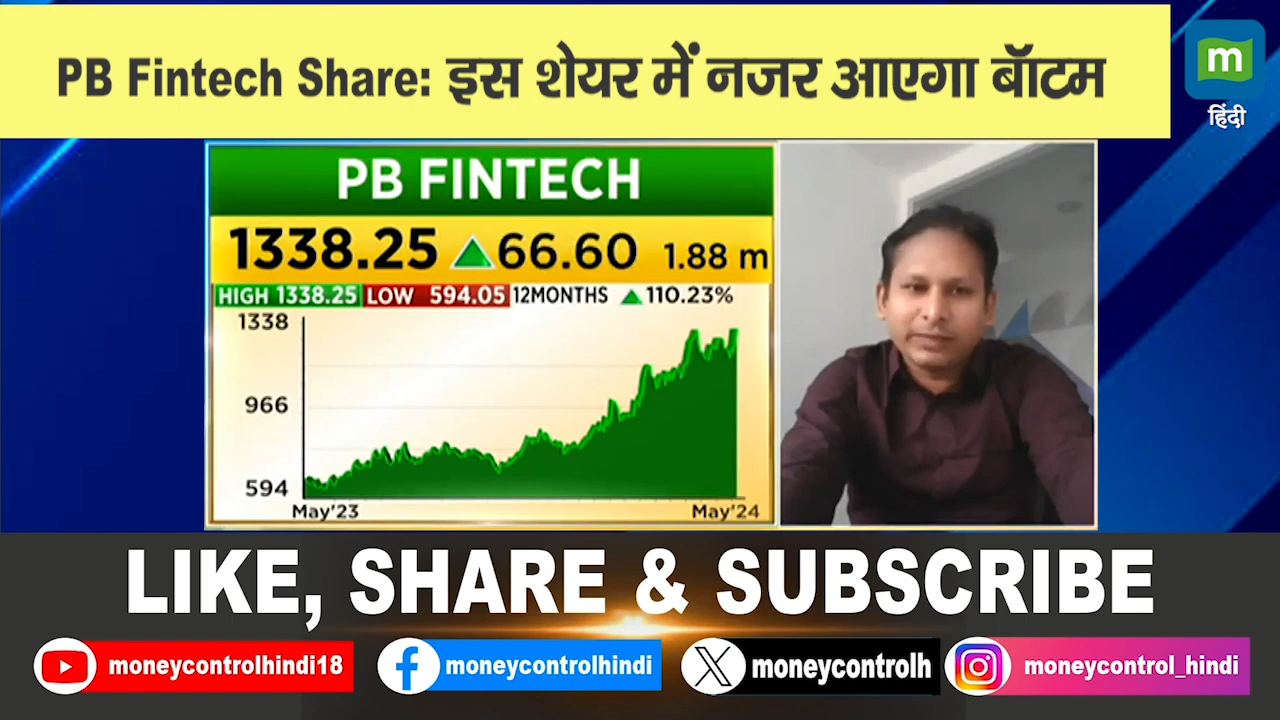 PB Fintech Share: इस शेयर में नजर आएगा बॉटम
m
हिंदी
PB FINTECH
1338.25 ▲66.60 1.88 m
HIGH 1338.25 LOW 594.05 12MONTHS ▲110.23%
1338
966
594
May'23 May'24
LIKE, SHARE & SUBSCRIBE
moneycontrolhindi18 moneycontrolhindi moneycontrolh moneycontrol_hindi